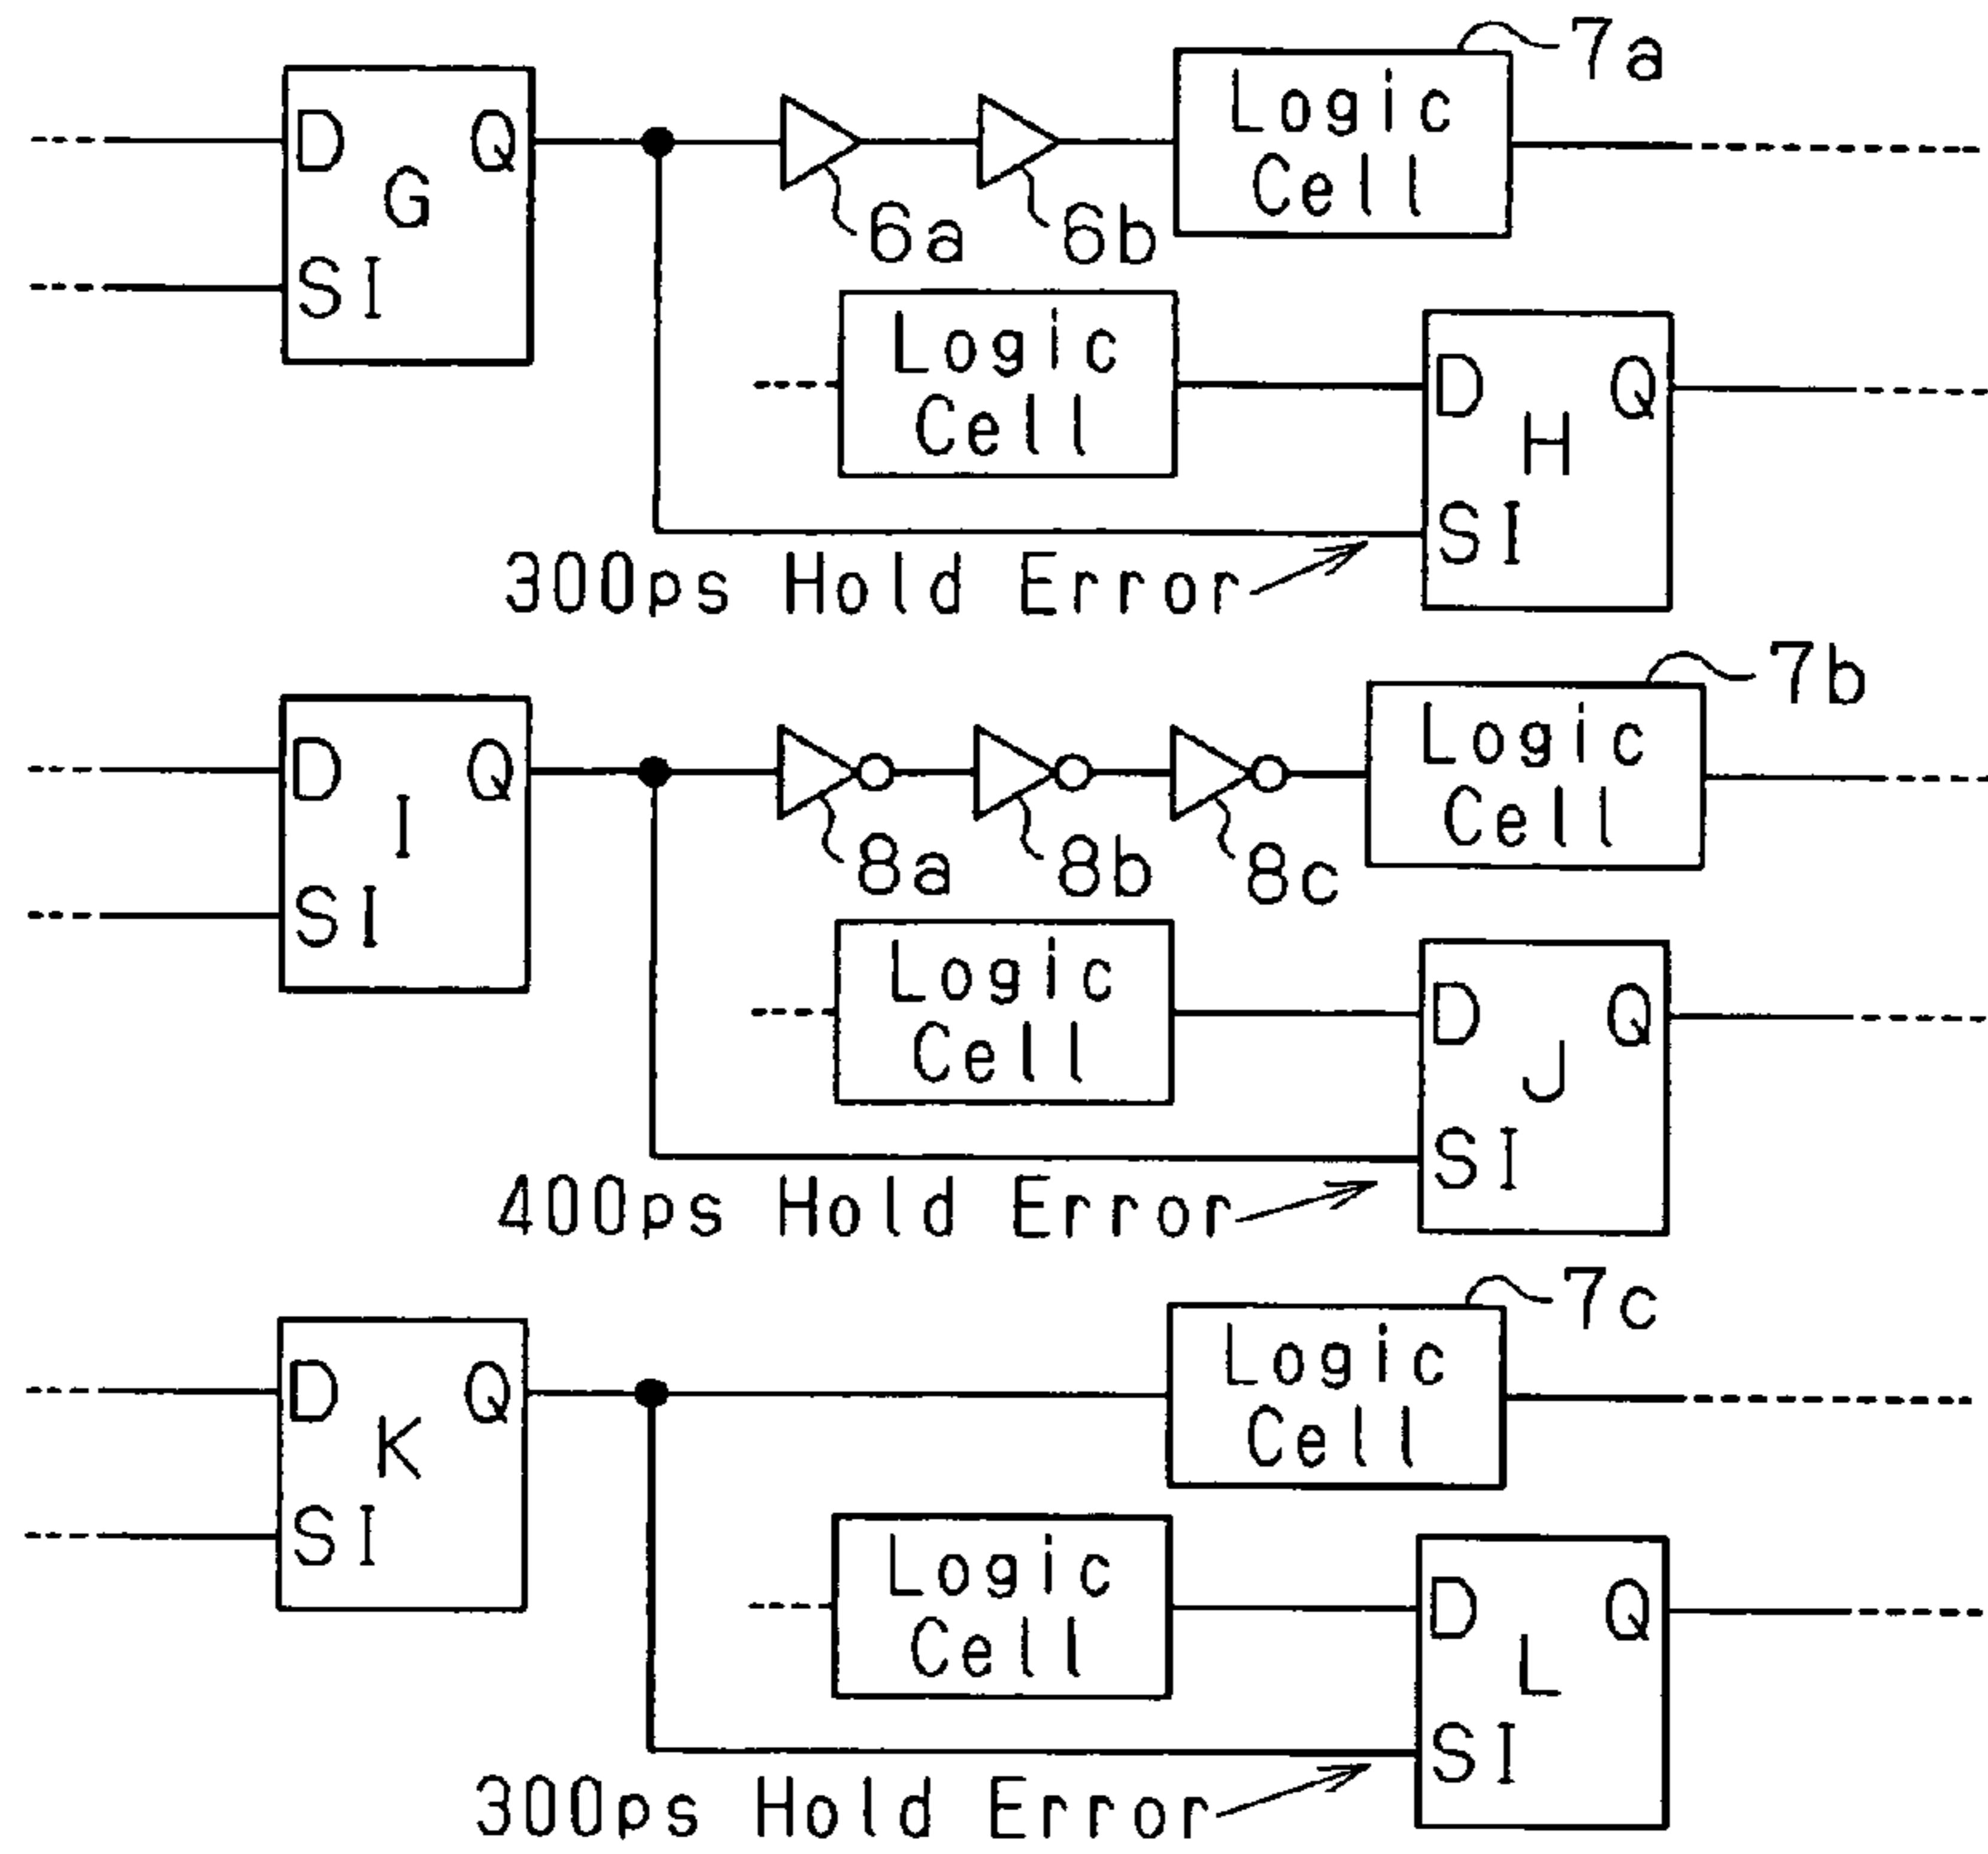 7a
Logic
Cell
D Q
G
SI
6a 6b
Logic
Cell
D Q
H
SI
300ps Hold Error
7b
Logic
Cell
D Q
I
SI
8a 8b 8c
Logic
Cell
D Q
J
SI
400ps Hold Error
7c
Logic
Cell
D Q
K
SI
Logic
Cell
D Q
L
SI
300ps Hold Error